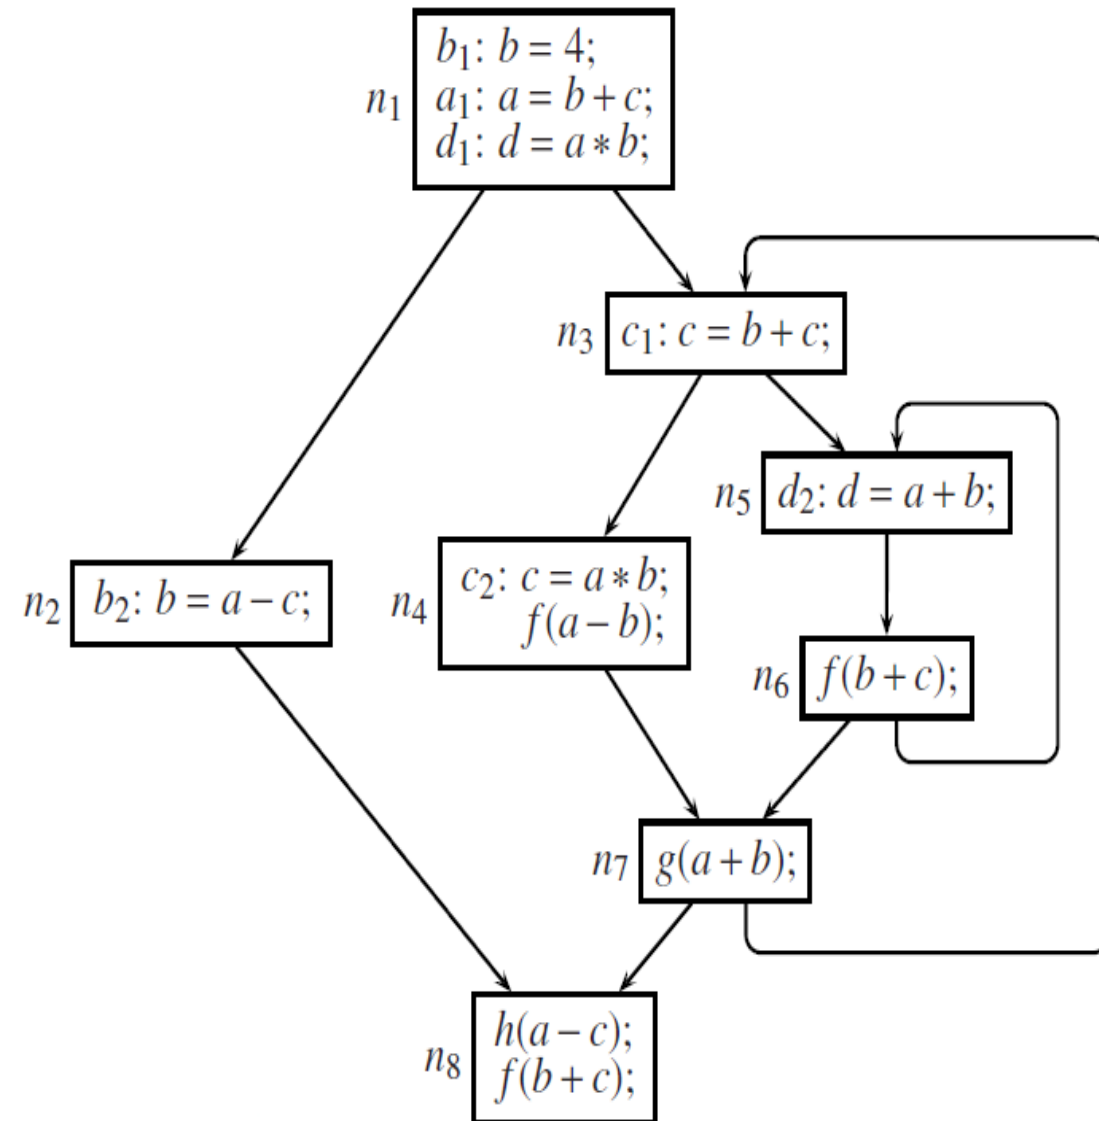 n₁
b₁: b = 4;
a₁: a = b + c;
d₁: d = a * b;
n₃
c₁: c = b + c;
n₅
d₂: d = a + b;
n₂
b₂: b = a − c;
n₄
c₂: c = a * b;
f(a − b);
n₆
f(b + c);
n₇
g(a + b);
n₈
h(a − c);
f(b + c);